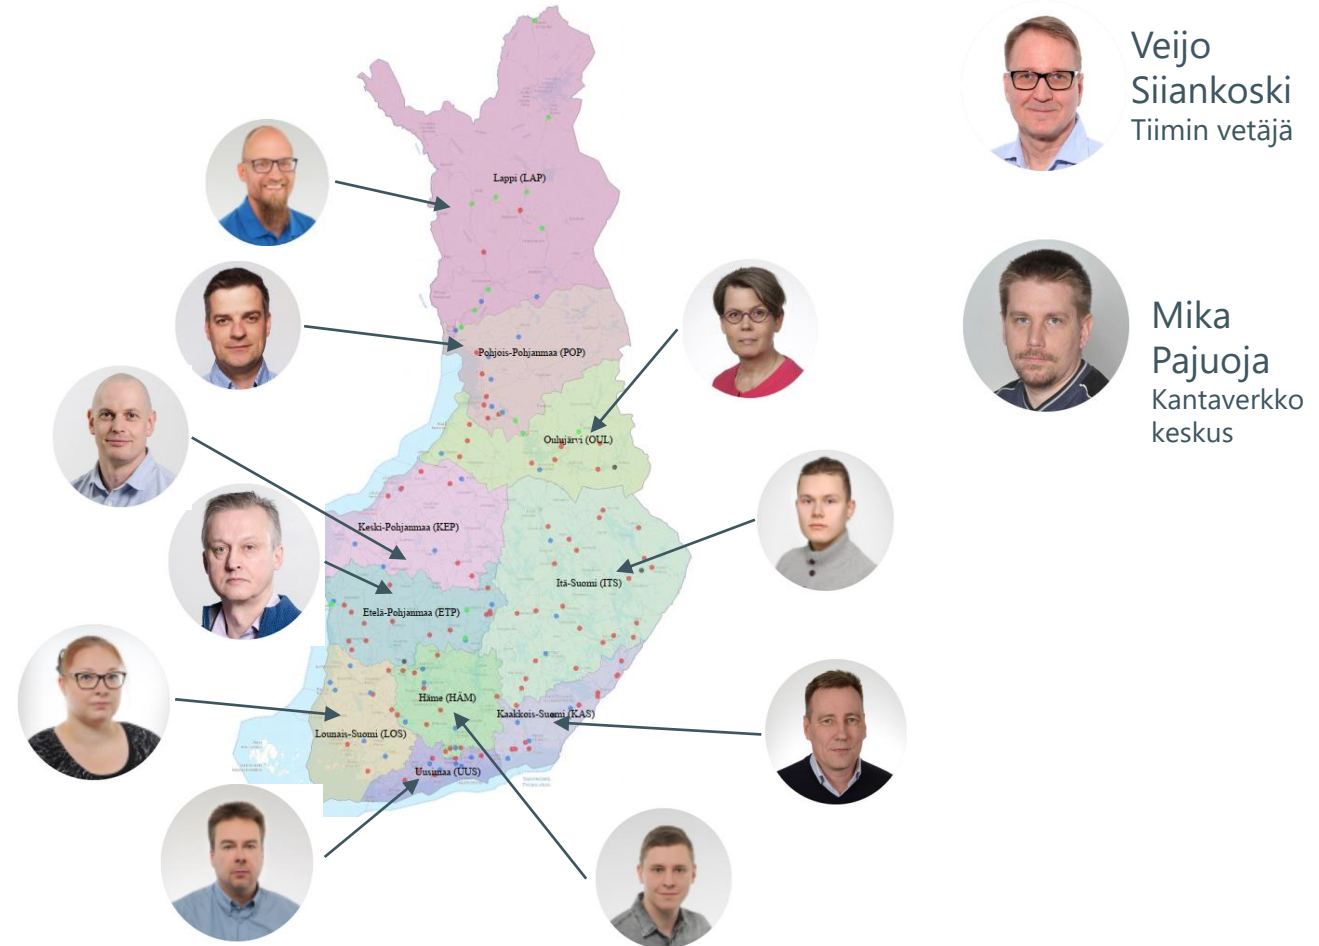 Veijo
Siiankoski
Tiimin vetäjä
Lappi (LAP)
Mika
Pajuoja
Kantaverkko
keskus
Pohjois-Pohjanmaa (POP)
Oulujärvi (OUL)
Keski-Pohjanmaa (KEP)
Itä-Suomi (ITS)
Etelä-Pohjanmaa (ETP)
Häme (HÄM)
Kaakkois-Suomi (KAS)
Lounais-Suomi (LOS)
Uusimaa (UUS)